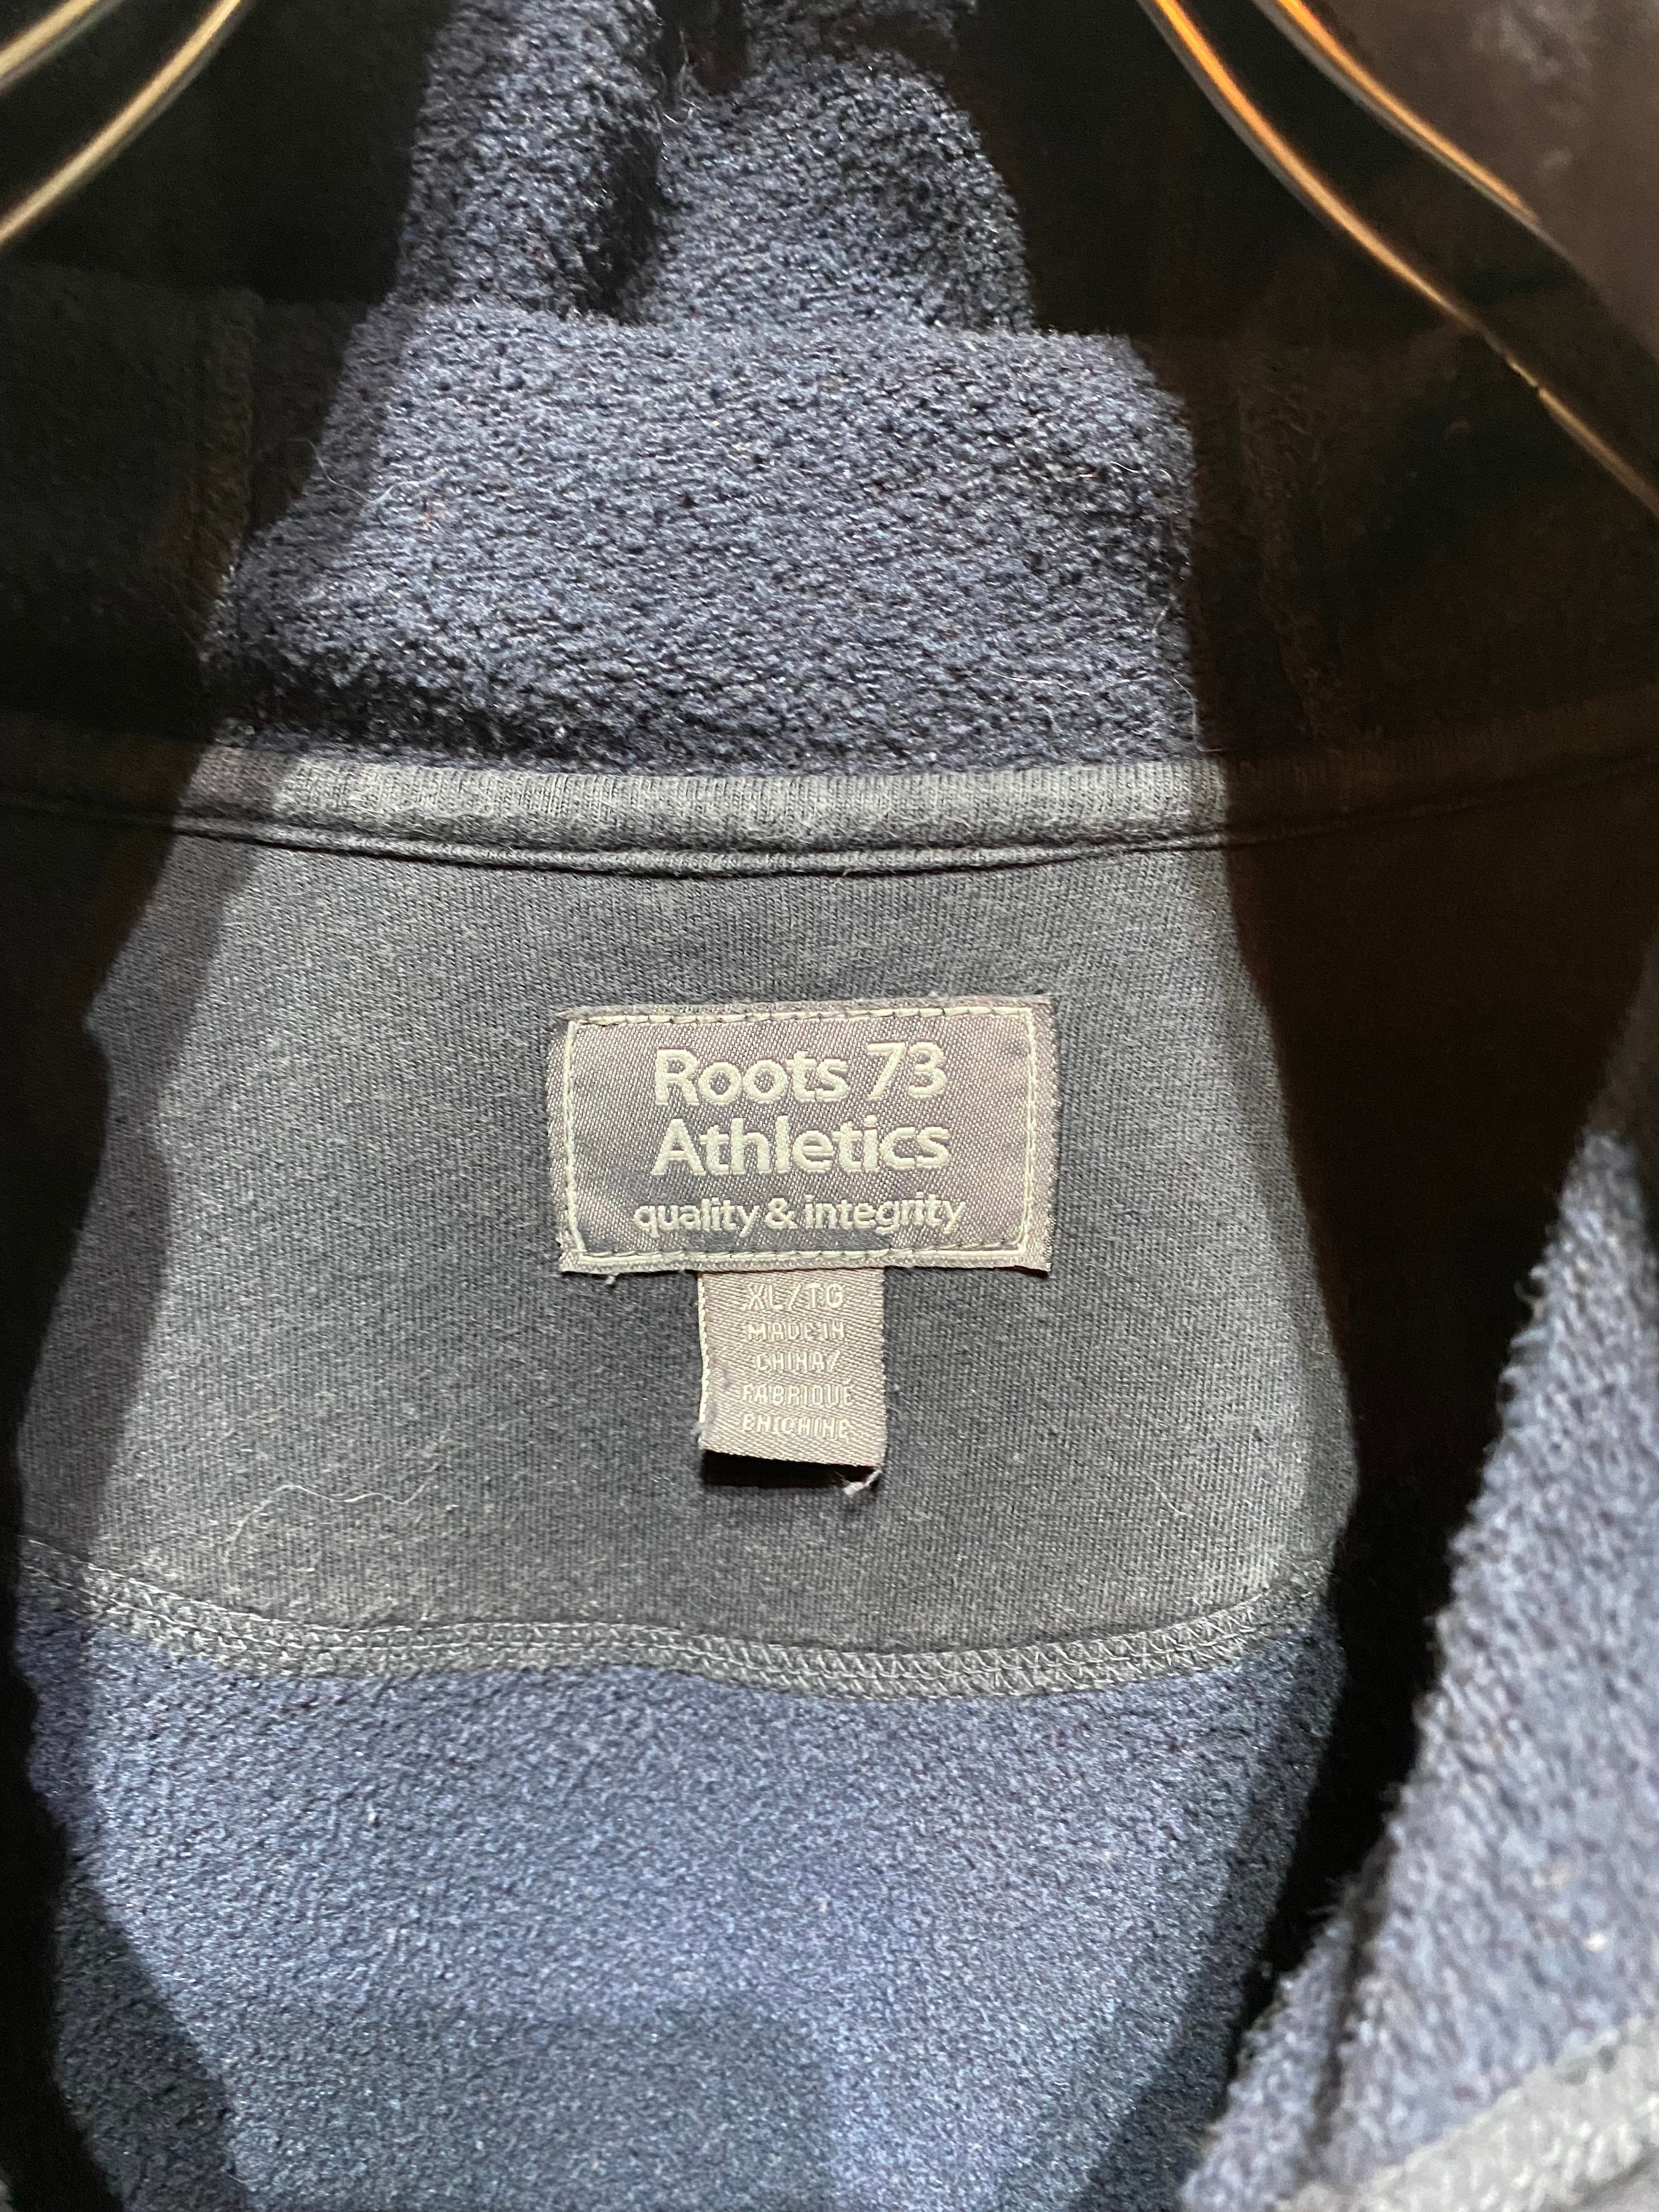 Roots 73
Athletics
quality & integrity
XL/TG
MADE IN
CHINA/
FABRIQUÉ
EN CHINE